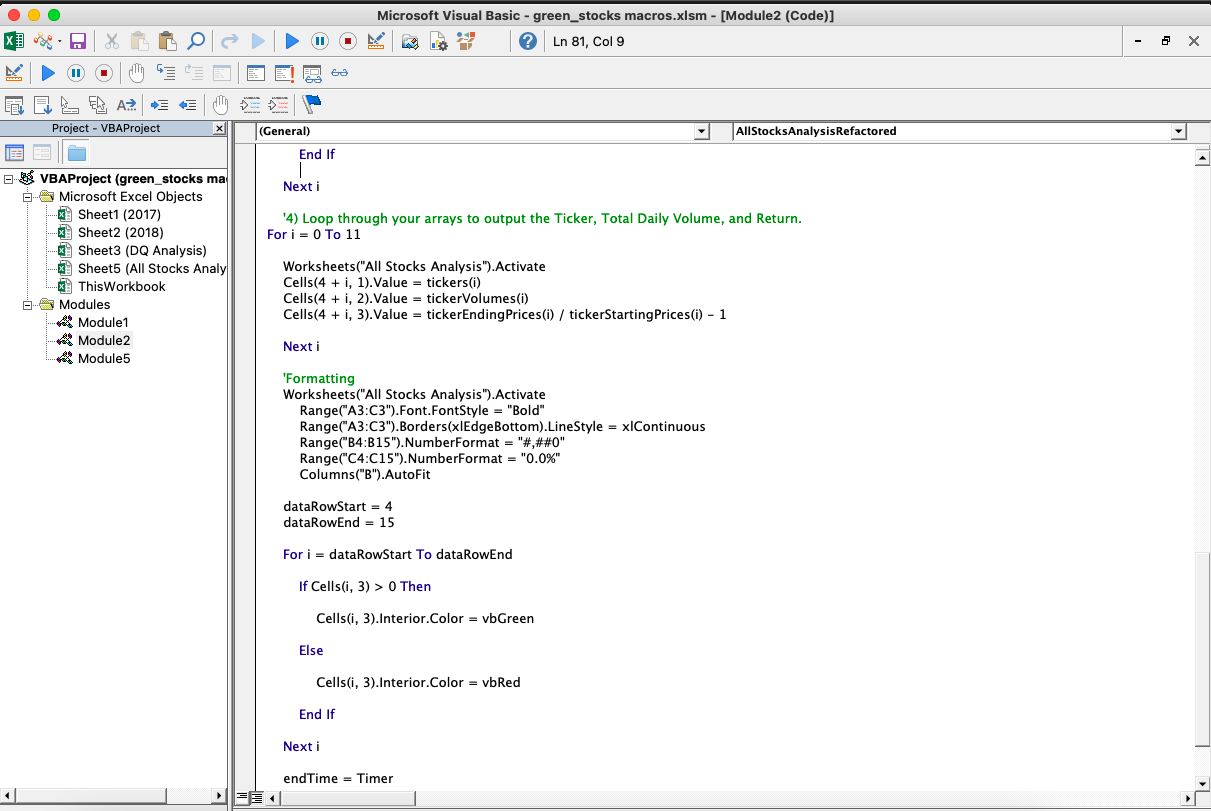 Microsoft Visual Basic - green_stocks macros.xlsm - [Module2 (Code)]
Ln 81, Col 9
Project - VBAProject
(General)
AllStocksAnalysisRefactored
VBAProject (green_stocks ma
Microsoft Excel Objects
Sheet1 (2017)
Sheet2 (2018)
Sheet3 (DQ Analysis)
Sheet5 (All Stocks Analy
ThisWorkbook
Modules
Module1
Module2
Module5
End If
Next i
'4) Loop through your arrays to output the Ticker, Total Daily Volume, and Return.
For i = 0 To 11
Worksheets("All Stocks Analysis").Activate
Cells(4 + i, 1).Value = tickers(i)
Cells(4 + i, 2).Value = tickerVolumes(i)
Cells(4 + i, 3).Value = tickerEndingPrices(i) / tickerStartingPrices(i) - 1
Next i
'Formatting
Worksheets("All Stocks Analysis").Activate
Range("A3:C3").Font.FontStyle = "Bold"
Range("A3:C3").Borders(xlEdgeBottom).LineStyle = xlContinuous
Range("B4:B15").NumberFormat = "#,##0"
Range("C4:C15").NumberFormat = "0.0%"
Columns("B").AutoFit
dataRowStart = 4
dataRowEnd = 15
For i = dataRowStart To dataRowEnd
If Cells(i, 3) > 0 Then
Cells(i, 3).Interior.Color = vbGreen
Else
Cells(i, 3).Interior.Color = vbRed
End If
Next i
endTime = Timer